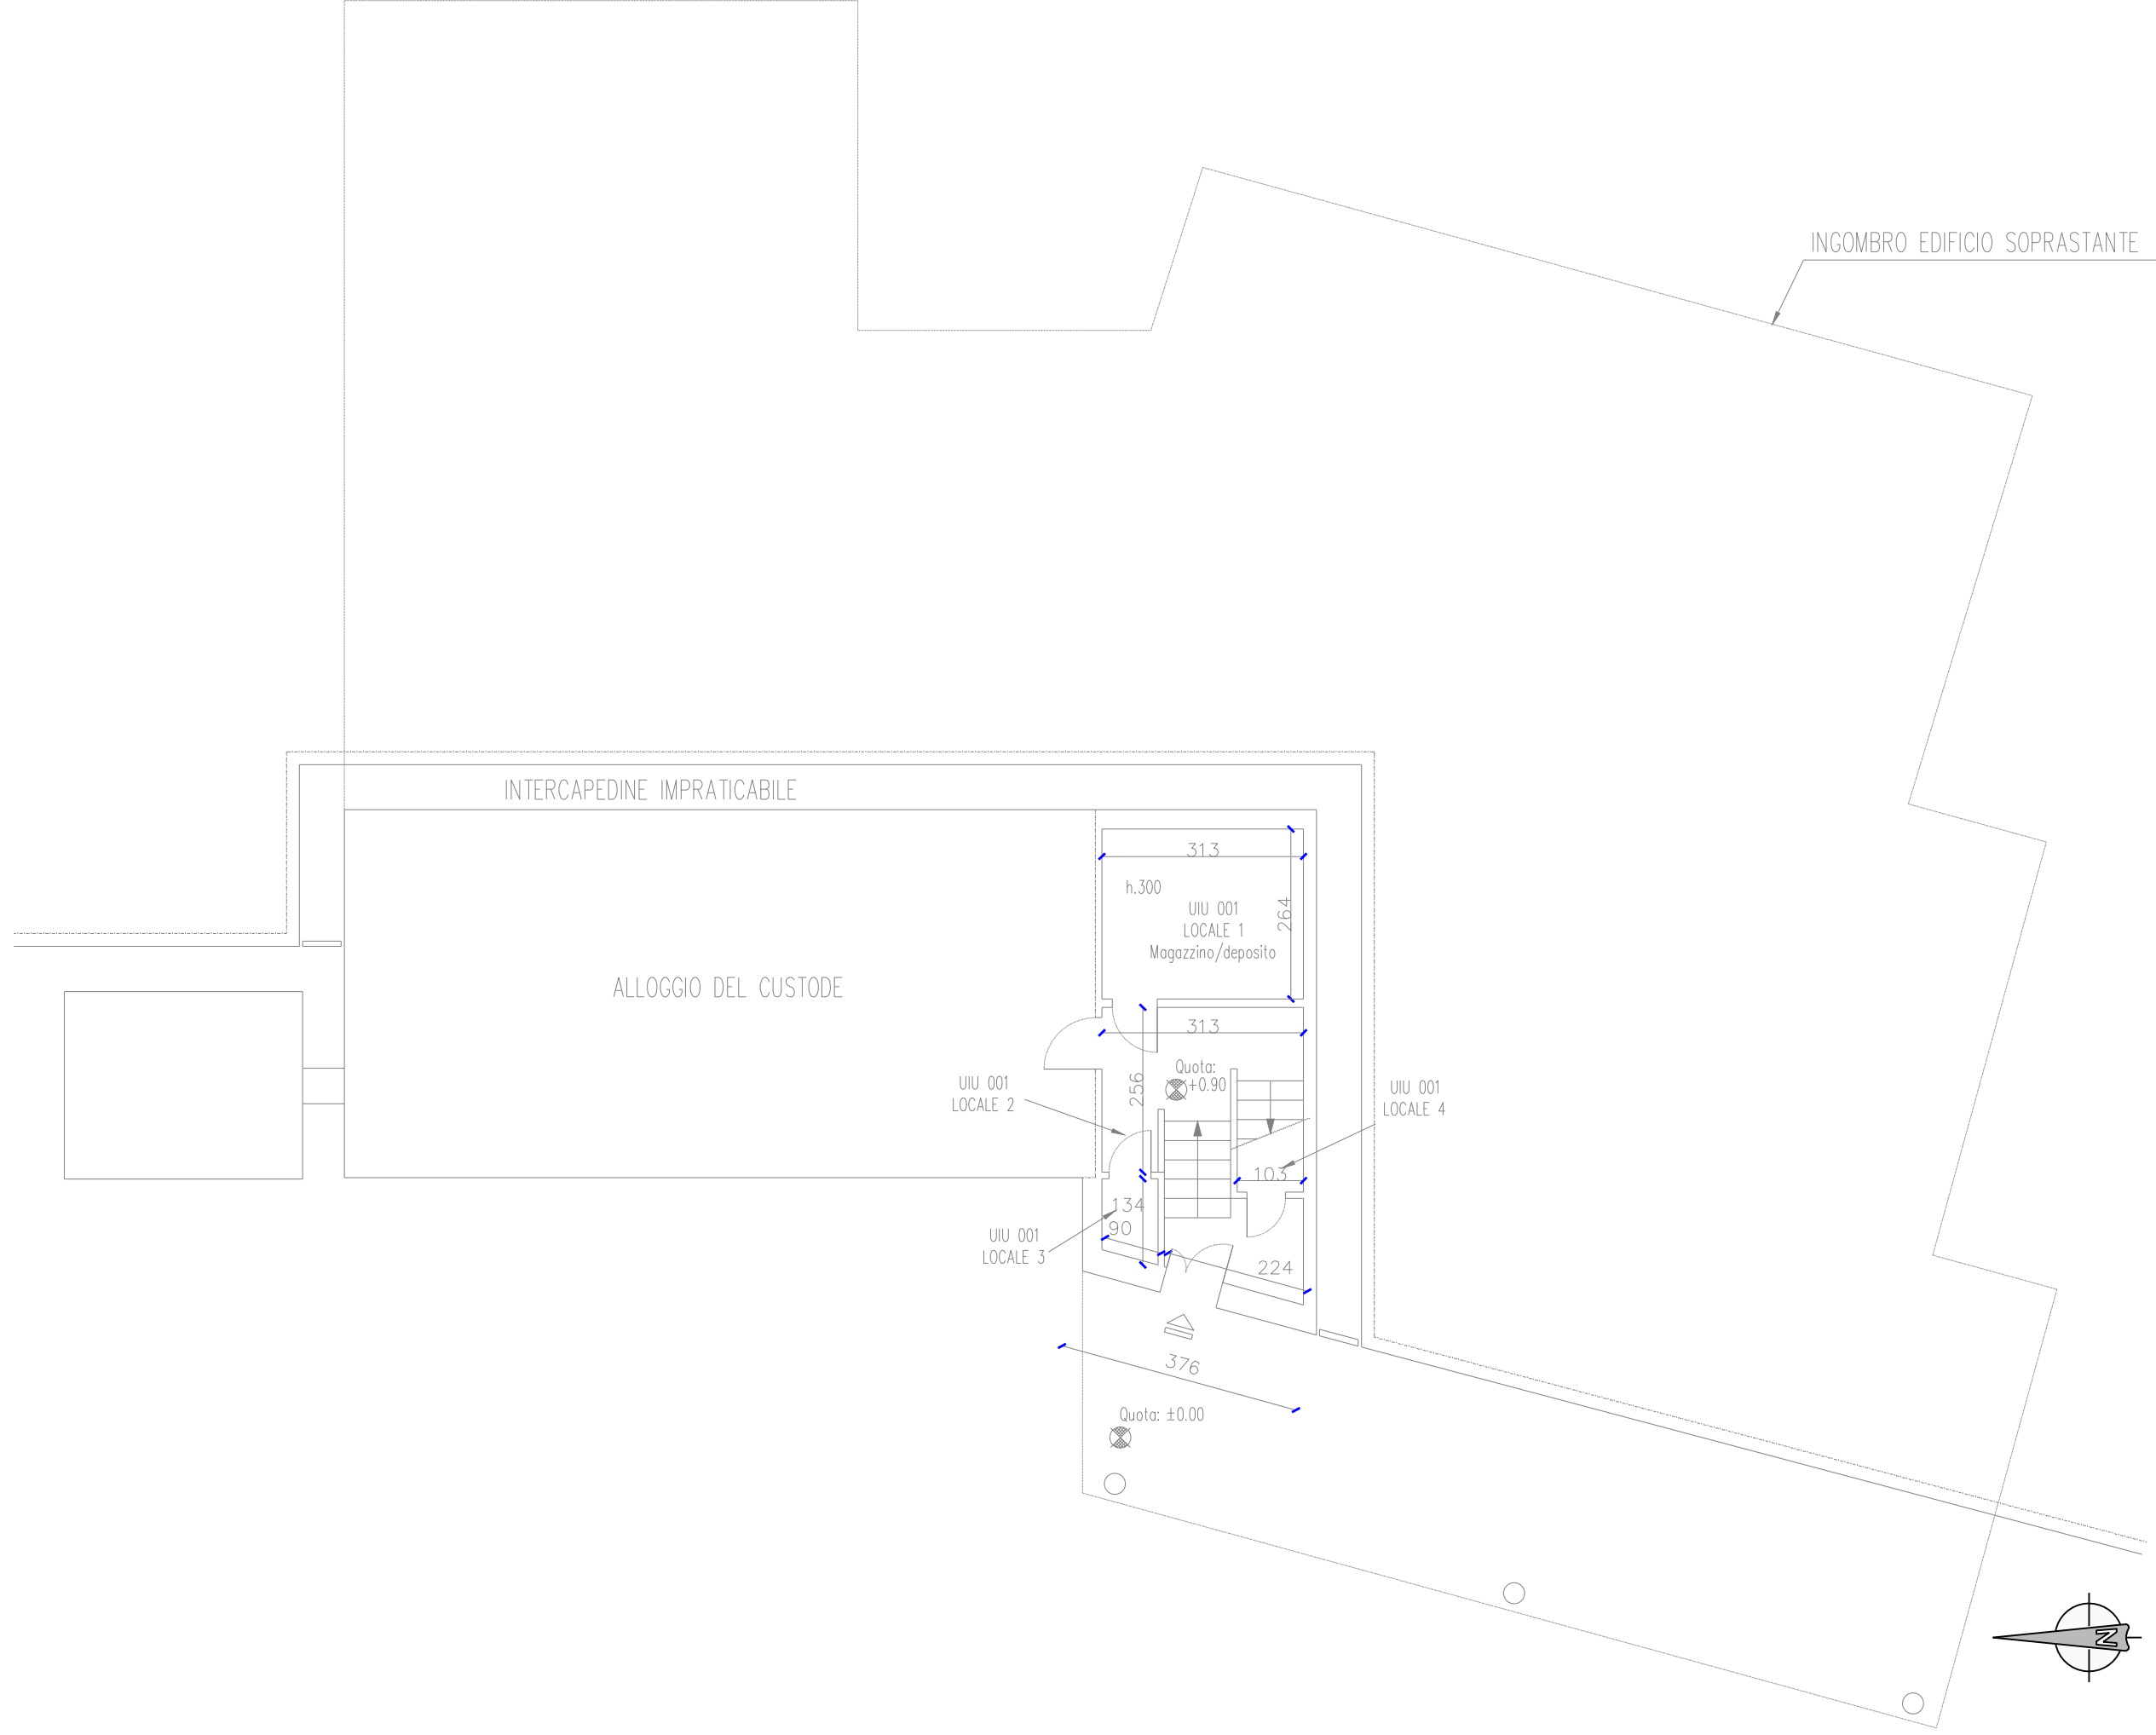 INGOMBRO EDIFICIO SOPRASTANTE
INTERCAPEDINE IMPRATICABILE
313
h.300
UIU 001
LOCALE 1
Magazzino/deposito
264
ALLOGGIO DEL CUSTODE
313
Quota:
+0.90
256
UIU 001
LOCALE 2
UIU 001
LOCALE 4
103
134
90
UIU 001
LOCALE 3
224
376
Quota: ±0.00
N